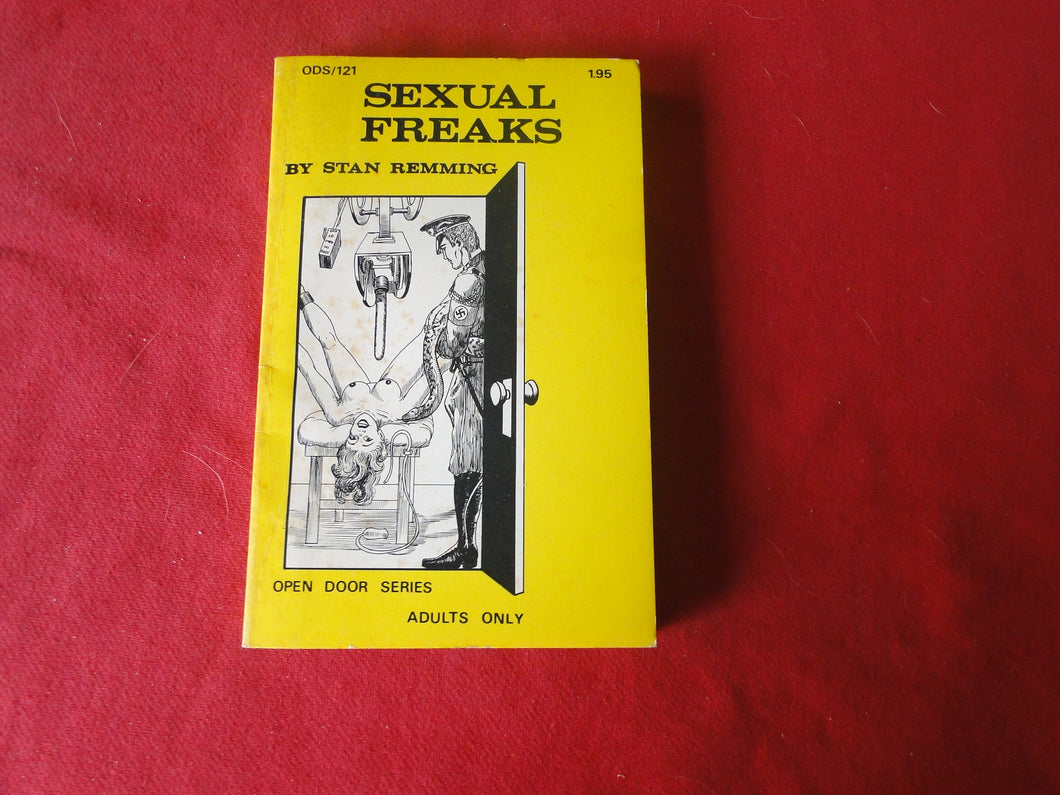 ODS/121
1.95
SEXUAL
FREAKS
BY STAN REMMING
OPEN DOOR SERIES
ADULTS ONLY